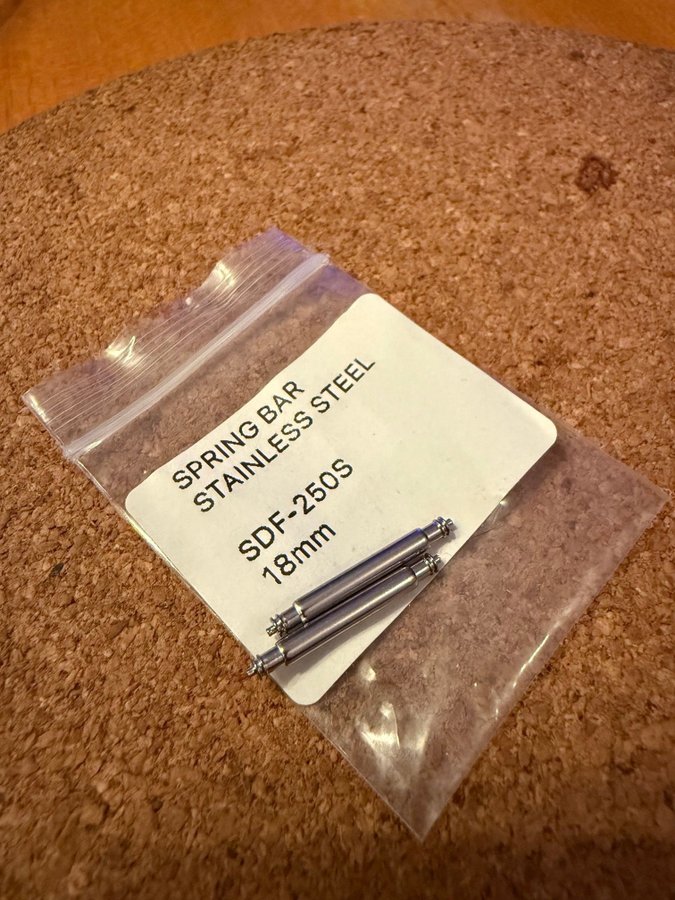 SPRING BAR
STAINLESS STEEL
SDF-250S
18mm